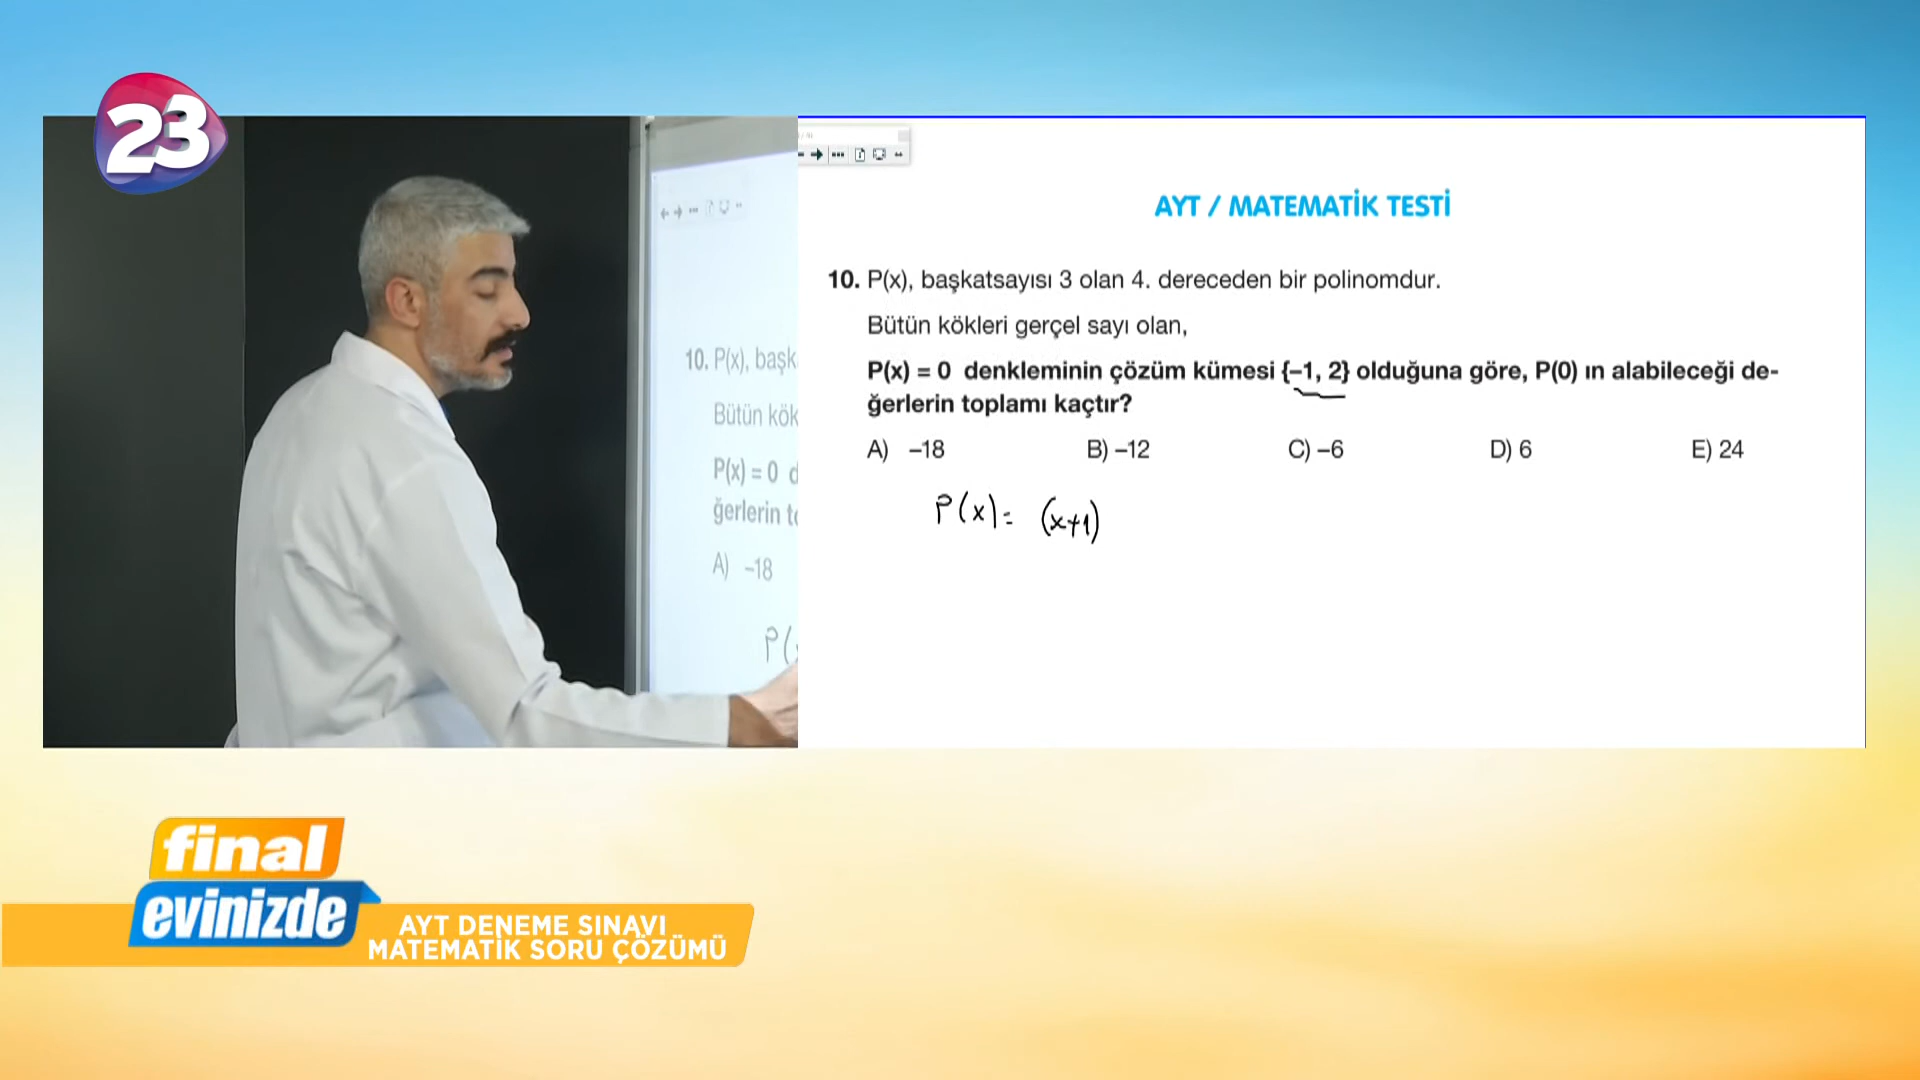 23
AYT / MATEMATİK TESTİ
10. P(x), başkatsayısı 3 olan 4. dereceden bir polinomdur.
Bütün kökleri gerçel sayı olan,
P(x) = 0 denkleminin çözüm kümesi {–1, 2} olduğuna göre, P(0) ın alabileceği de-
ğerlerin toplamı kaçtır?
A) –18 B) –12 C) –6 D) 6 E) 24
P(x) = (x+1)
10. P(x), başk
Bütün kök
P(x) = 0 d
ğerlerin to
A) –18
P(
final
evinizde
AYT DENEME SINAVI
MATEMATİK SORU ÇÖZÜMÜ